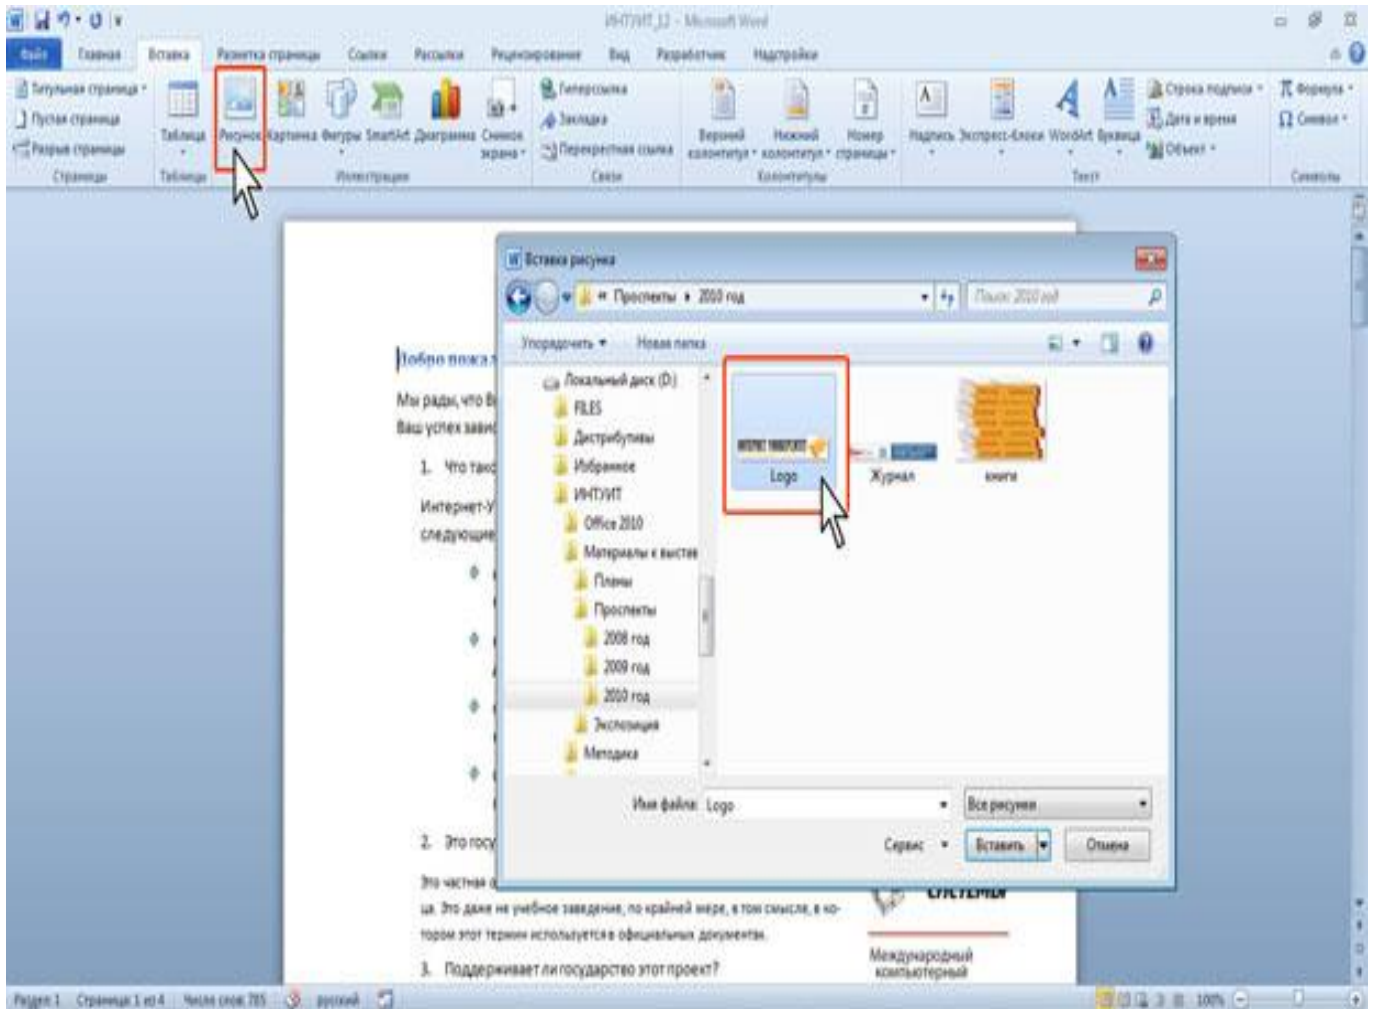 ИНТУИТ_12 - Microsoft Word
Файл Главная Вставка Разметка страницы Ссылки Рассылки Рецензирование Вид Разработчик Надстройки
Титульная страница
Пустая страница
Разрыв страницы
Страницы
Таблица
Таблицы
Рисунок Картинка Фигуры SmartArt Диаграмма Снимок экрана
Иллюстрации
Гиперссылка
Закладка
Перекрестная ссылка
Связи
Верхний колонтитул Нижний колонтитул Номер страницы
Колонтитулы
Надпись Экспресс-блоки WordArt Буквица
Строка подписи
Дата и время
Объект
Текст
Формула
Символ
Символы
Вставка рисунка
« Проспекты 2010 год
Поиск: 2010 год
Упорядочить Новая папка
Локальный диск (D:)
FILES
Дистрибутивы
Избранное
ИНТУИТ
Office 2010
Материалы к выстав
Планы
Проспекты
2008 год
2009 год
2010 год
Экспозиция
Методика
Logo
Журнал
книги
Имя файла: Logo
Все рисунки
Сервис Вставить Отмена
Добро пожал
Мы рады, что В
Ваш успех завис
1. Что тако
Интернет-У
следующие
2. Это госу
Это частная о
ца. Это даже не учебное заведение, по крайней мере, в том смысле, в ко-
тором этот термин используется в официальных документах.
3. Поддерживает ли государство этот проект?
СИСТЕМЫ
Международный
компьютерный
Раздел: 1 Страница: 1 из 4 Число слов: 785 русский 100%